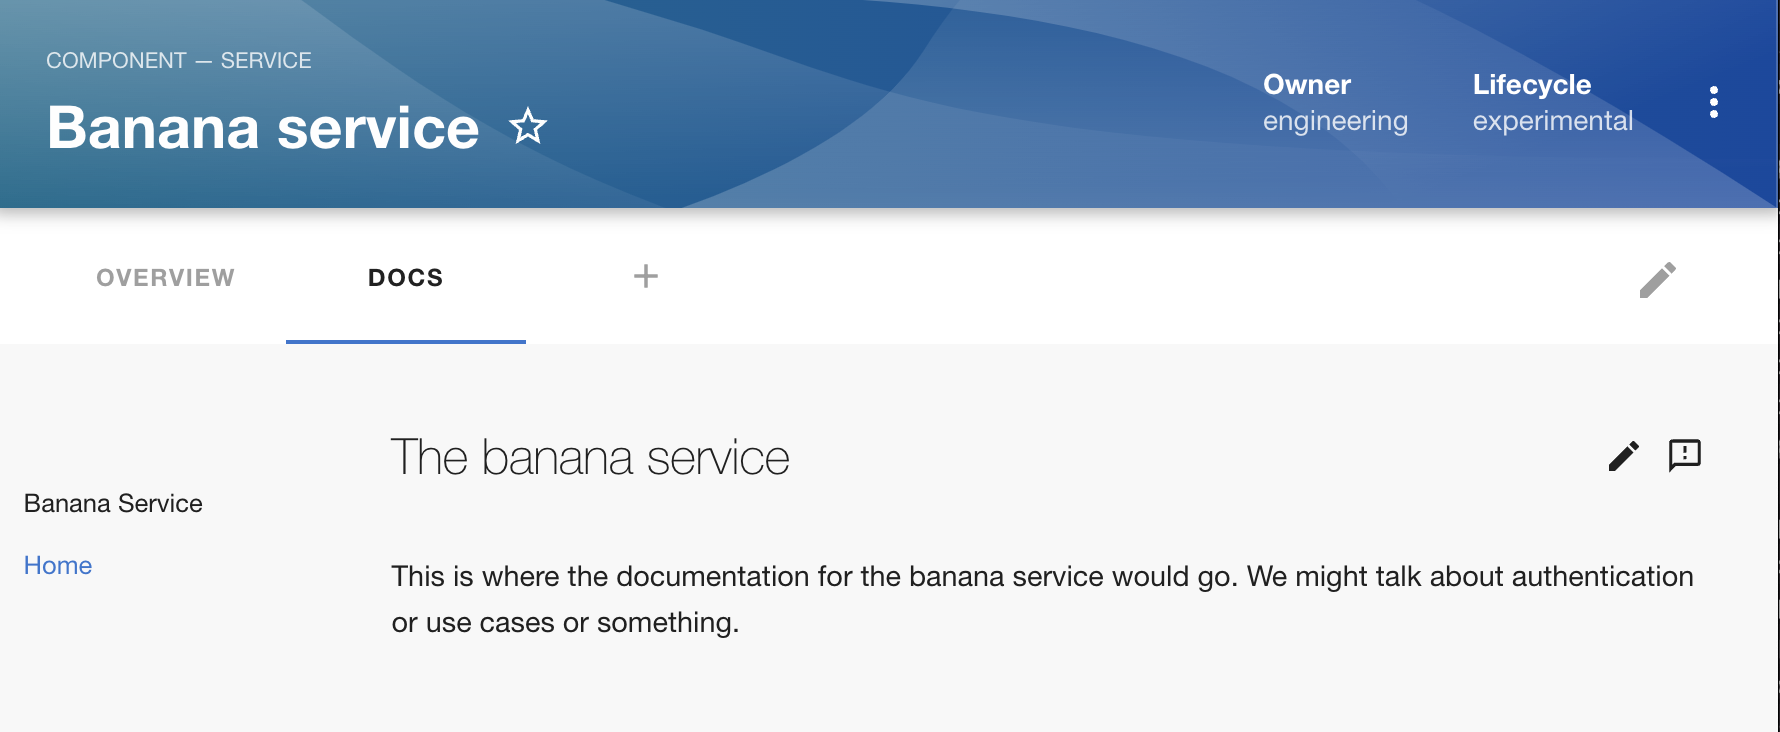 COMPONENT — SERVICE
Banana service
Owner
engineering
Lifecycle
experimental
OVERVIEW
DOCS
+
Banana Service
Home
The banana service
This is where the documentation for the banana service would go. We might talk about authentication
or use cases or something.